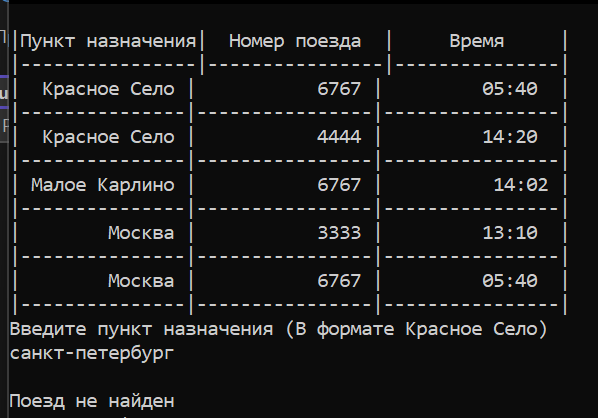 |Пункт назначения|  Номер поезда  |     Время     |
|----------------|----------------|---------------|
|  Красное Село |           6767 |         05:40  |
|---------------|----------------|----------------|
|  Красное Село |           4444 |         14:20  |
|---------------|----------------|----------------|
| Малое Карлино |           6767 |          14:02 |
|---------------|----------------|----------------|
|        Москва |           3333 |         13:10  |
|---------------|----------------|----------------|
|        Москва |           6767 |         05:40  |
|---------------|----------------|----------------|
Введите пункт назначения (В формате Красное Село)
санкт-петербург
Поезд не найден